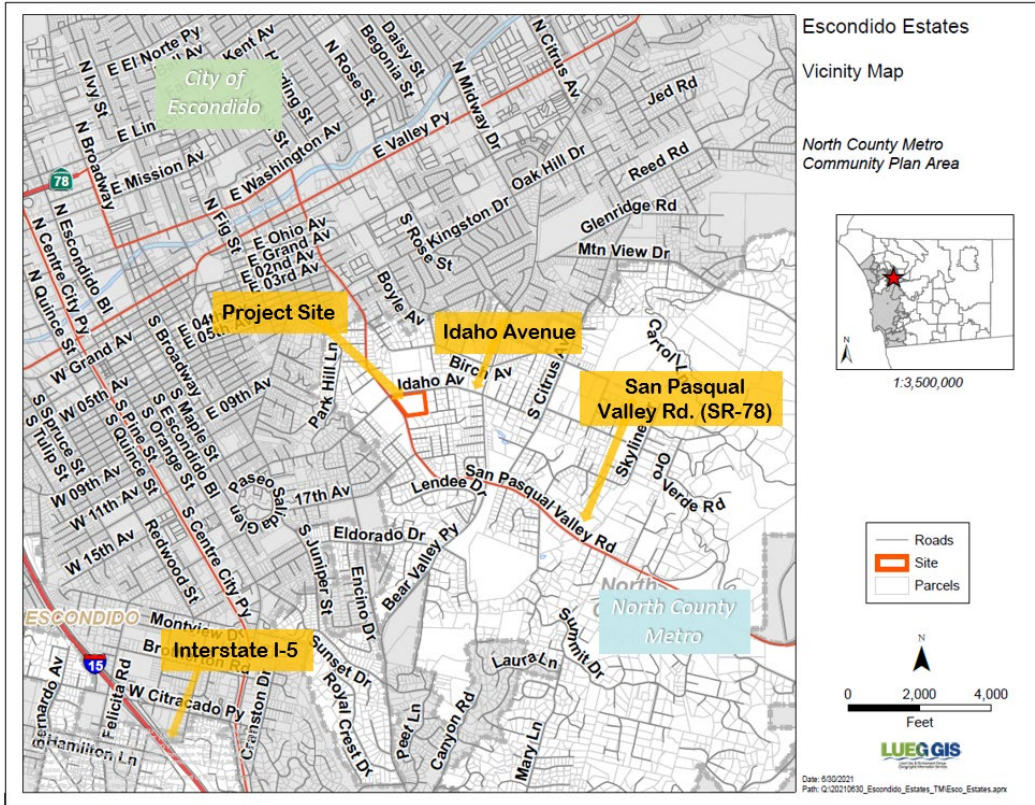 Escondido Estates
Vicinity Map
North County Metro
Community Plan Area
1:3,500,000
N
Roads
Site
Parcels
N
0 2,000 4,000
Feet
LUEG GIS
Date: 6/30/2021
Path: Q:\20210630_Escondido_Estates_TM\Esco_Estates.aprx
City of
Escondido
Project Site
Idaho Avenue
San Pasqual
Valley Rd. (SR-78)
North County
Metro
Interstate I-5
ESCONDIDO
North
78
15
E El Norte Py
Kent Av
N Ivy St
N Broadway
E Lin
E Mission Av
E Washington Av
E Valley Py
N Rose St
Begonia St
Daisy St
N Midway Dr
N Citrus Av
Jed Rd
Oak Hill Dr
Reed Rd
Kingston Dr
Glenridge Rd
Mtn View Dr
S Rose St
N Fig St
E Ohio Av
E Grand Av
E 02nd Av
E 03rd Av
E 04th
E 05th Av
E 09th Av
N Escondido Bl
N Centre City Py
N Quince St
W Grand Av
W 05th Av
S Broadway
Boyle Av
Park Hill Ln
Birch Av
Idaho Av
S Citrus Av
Carrol Ln
Skyline
Oro Verde Rd
San Pasqual Valley Rd
Lendee Dr
S Spruce St
S Tulip St
W 09th Av
W 11th Av
W 15th Av
S Quince St
S Pine St
S Orange St
S Escondido Bl
S Maple St
Paseo
Salida
Glen
17th Av
Redwood St
S Centre City Py
S Juniper St
Eldorado Dr
Encino Dr
Bear Valley Py
Montview D
Sunset Dr
Royal Crest Dr
Peet Ln
Canyon Rd
Laura Ln
Mary Ln
Summit Dr
W Citracado Py
Cranston Dr
Felicita Rd
Bernardo Av
Hamilton Ln